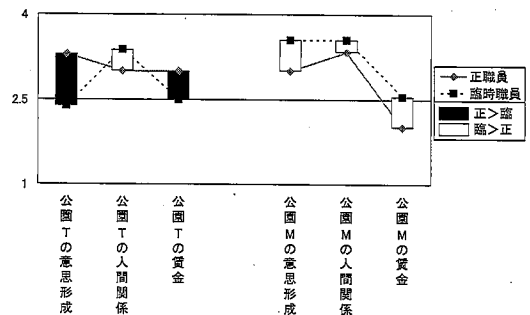 4
2.5
1
正職員
臨時職員
正>臨
臨>正
公園Tの意思形成
公園Tの人間関係
公園Tの賃金
公園Mの意思形成
公園Mの人間関係
公園Mの賃金